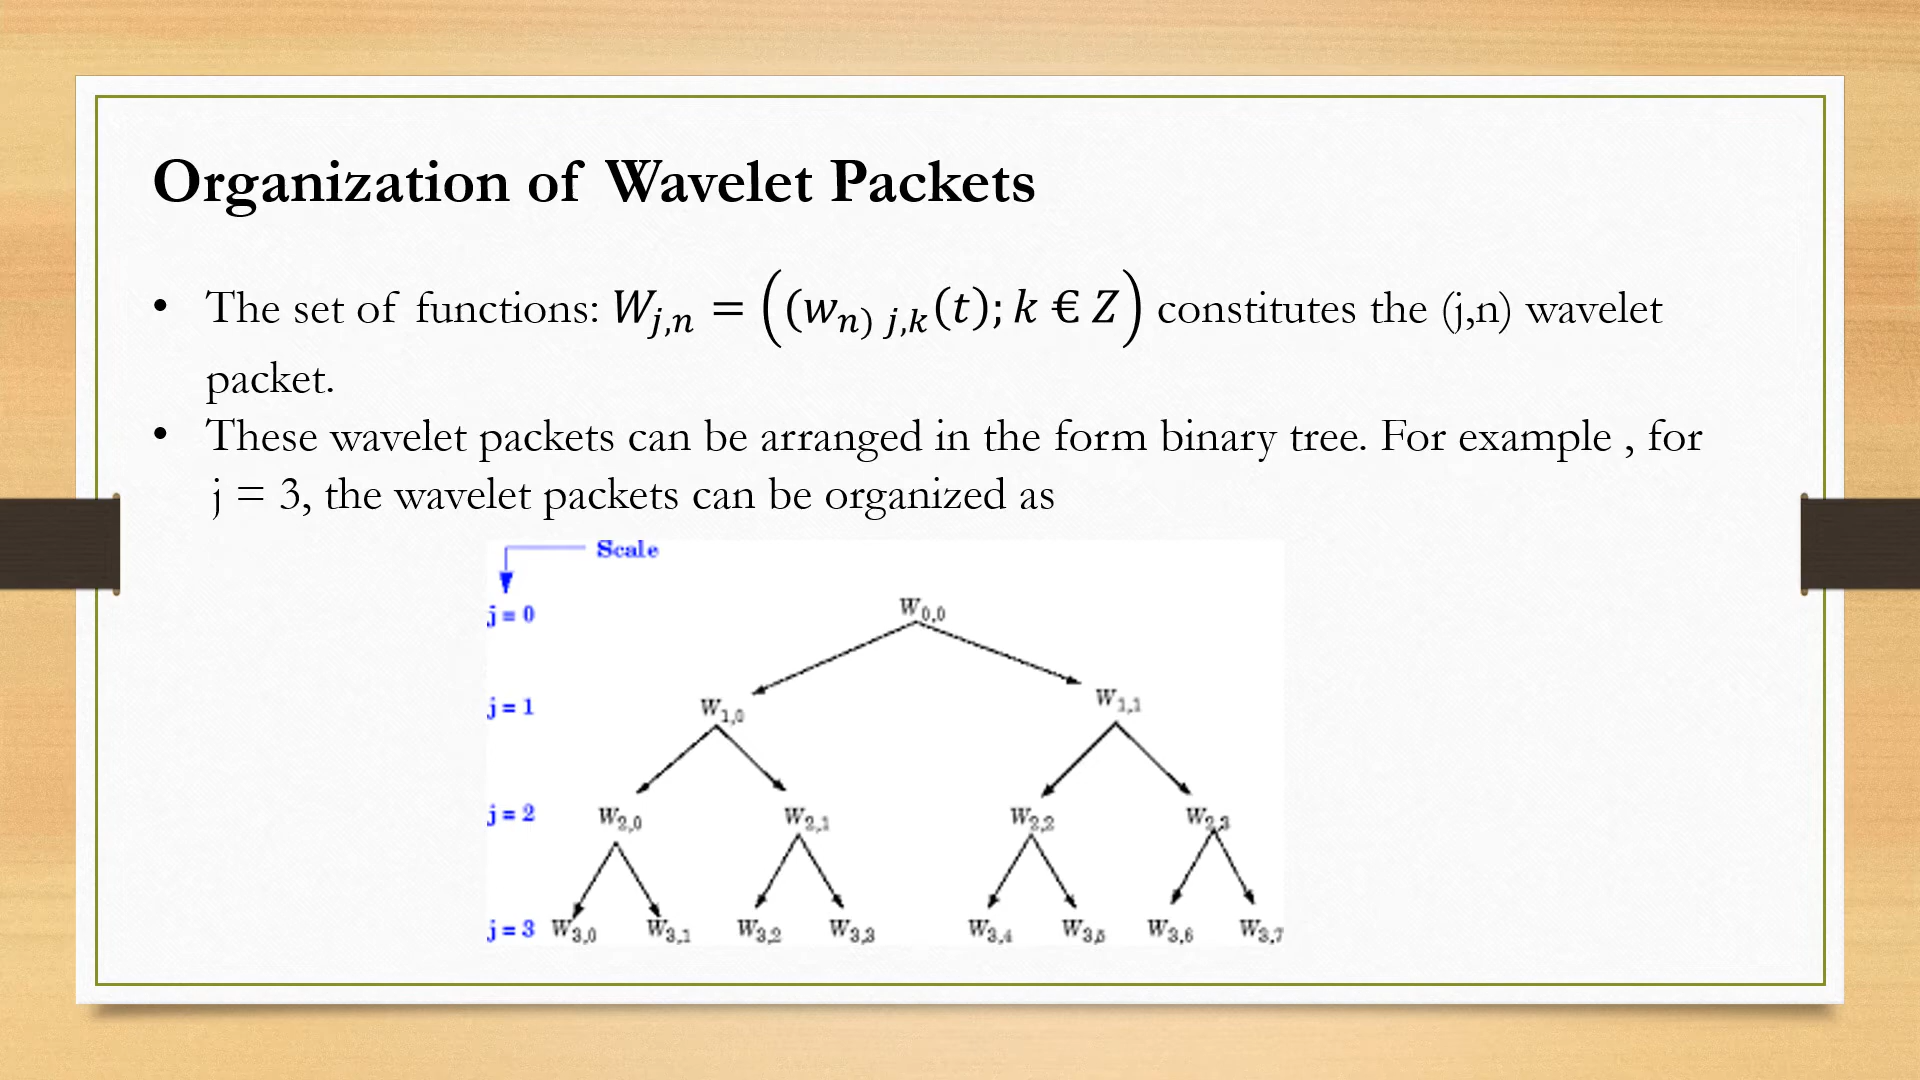 Organization of Wavelet Packets
• The set of functions: W_{j,n} = ((w_{n)} _{j,k}(t); k € Z) constitutes the (j,n) wavelet
packet.
• These wavelet packets can be arranged in the form binary tree. For example , for
j = 3, the wavelet packets can be organized as
Scale
j = 0 W_{0,0}
j = 1 W_{1,0} W_{1,1}
j = 2 W_{2,0} W_{2,1} W_{2,2} W_{2,3}
j = 3 W_{3,0} W_{3,1} W_{3,2} W_{3,3} W_{3,4} W_{3,5} W_{3,6} W_{3,7}